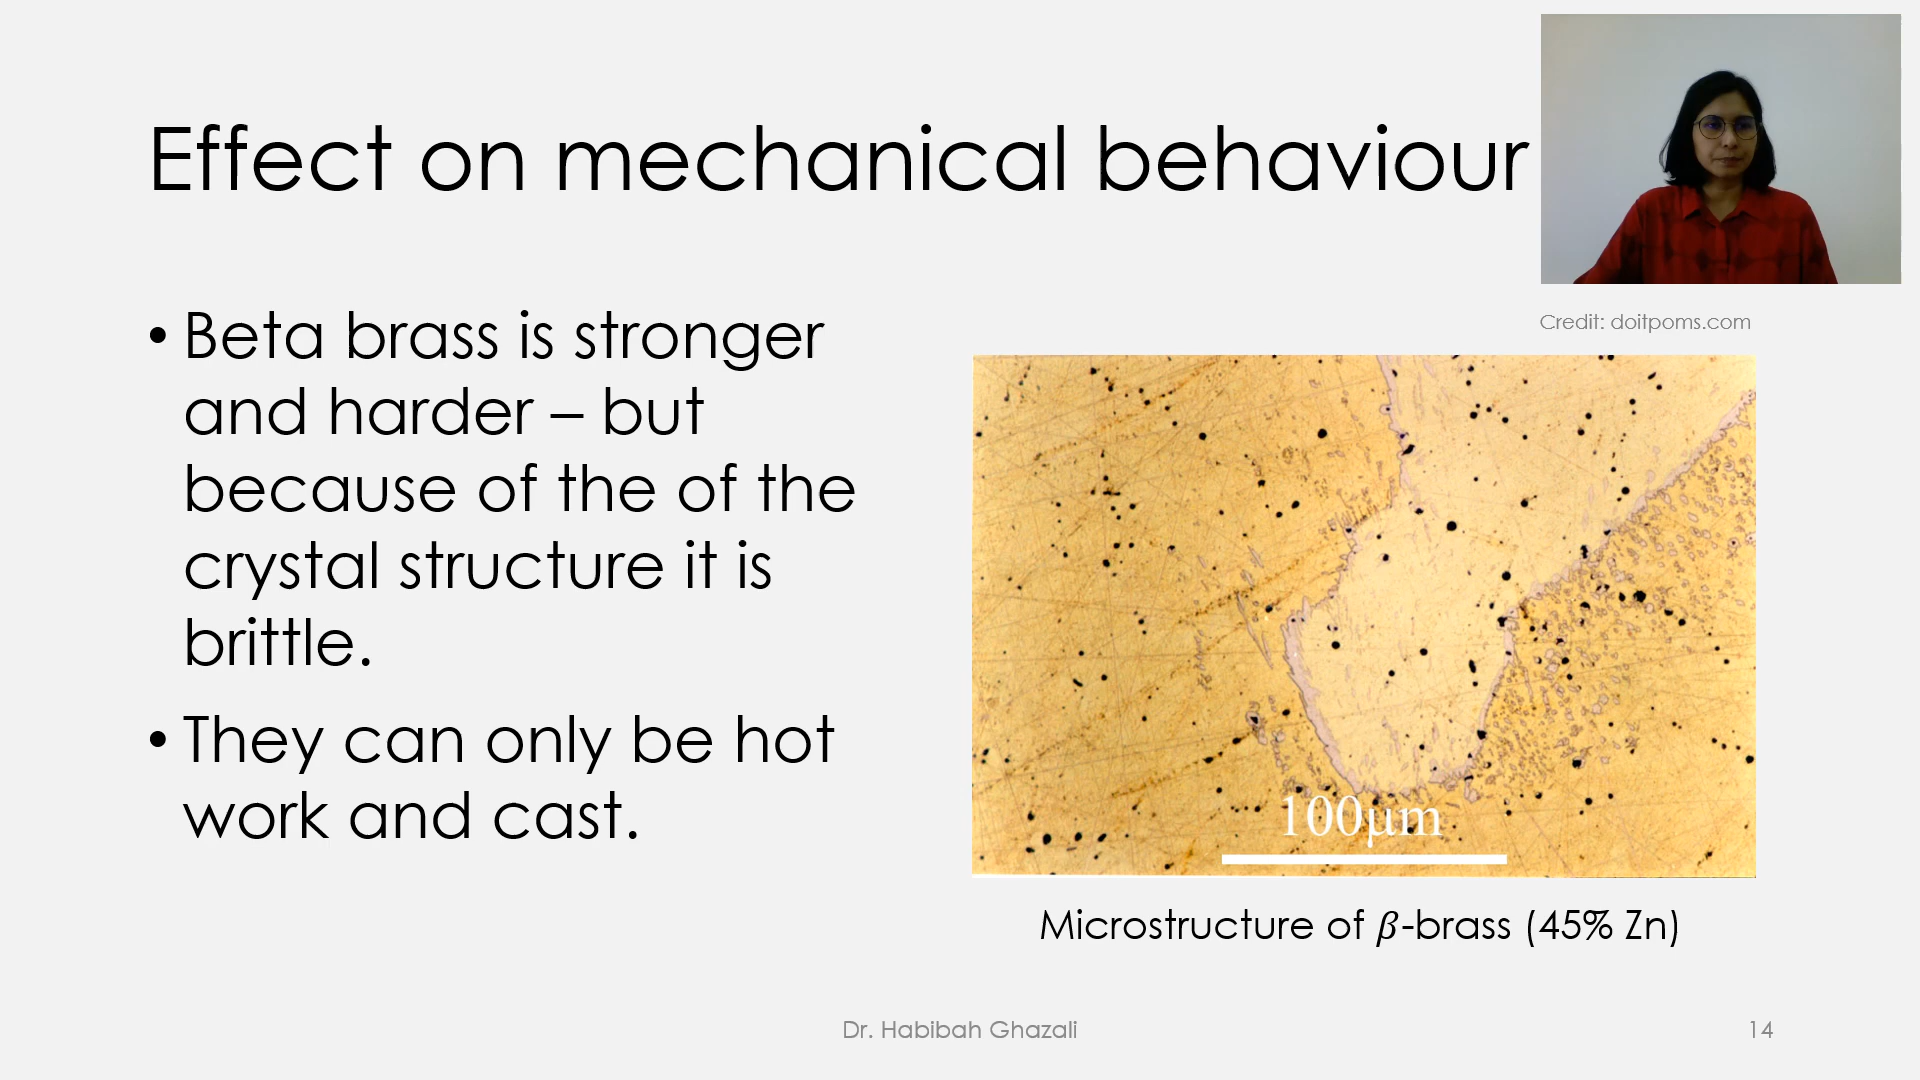 Effect on mechanical behaviour
• Beta brass is stronger
and harder – but
because of the of the
crystal structure it is
brittle.
• They can only be hot
work and cast.
Credit: doitpoms.com
100µm
Microstructure of β-brass (45% Zn)
Dr. Habibah Ghazali
14